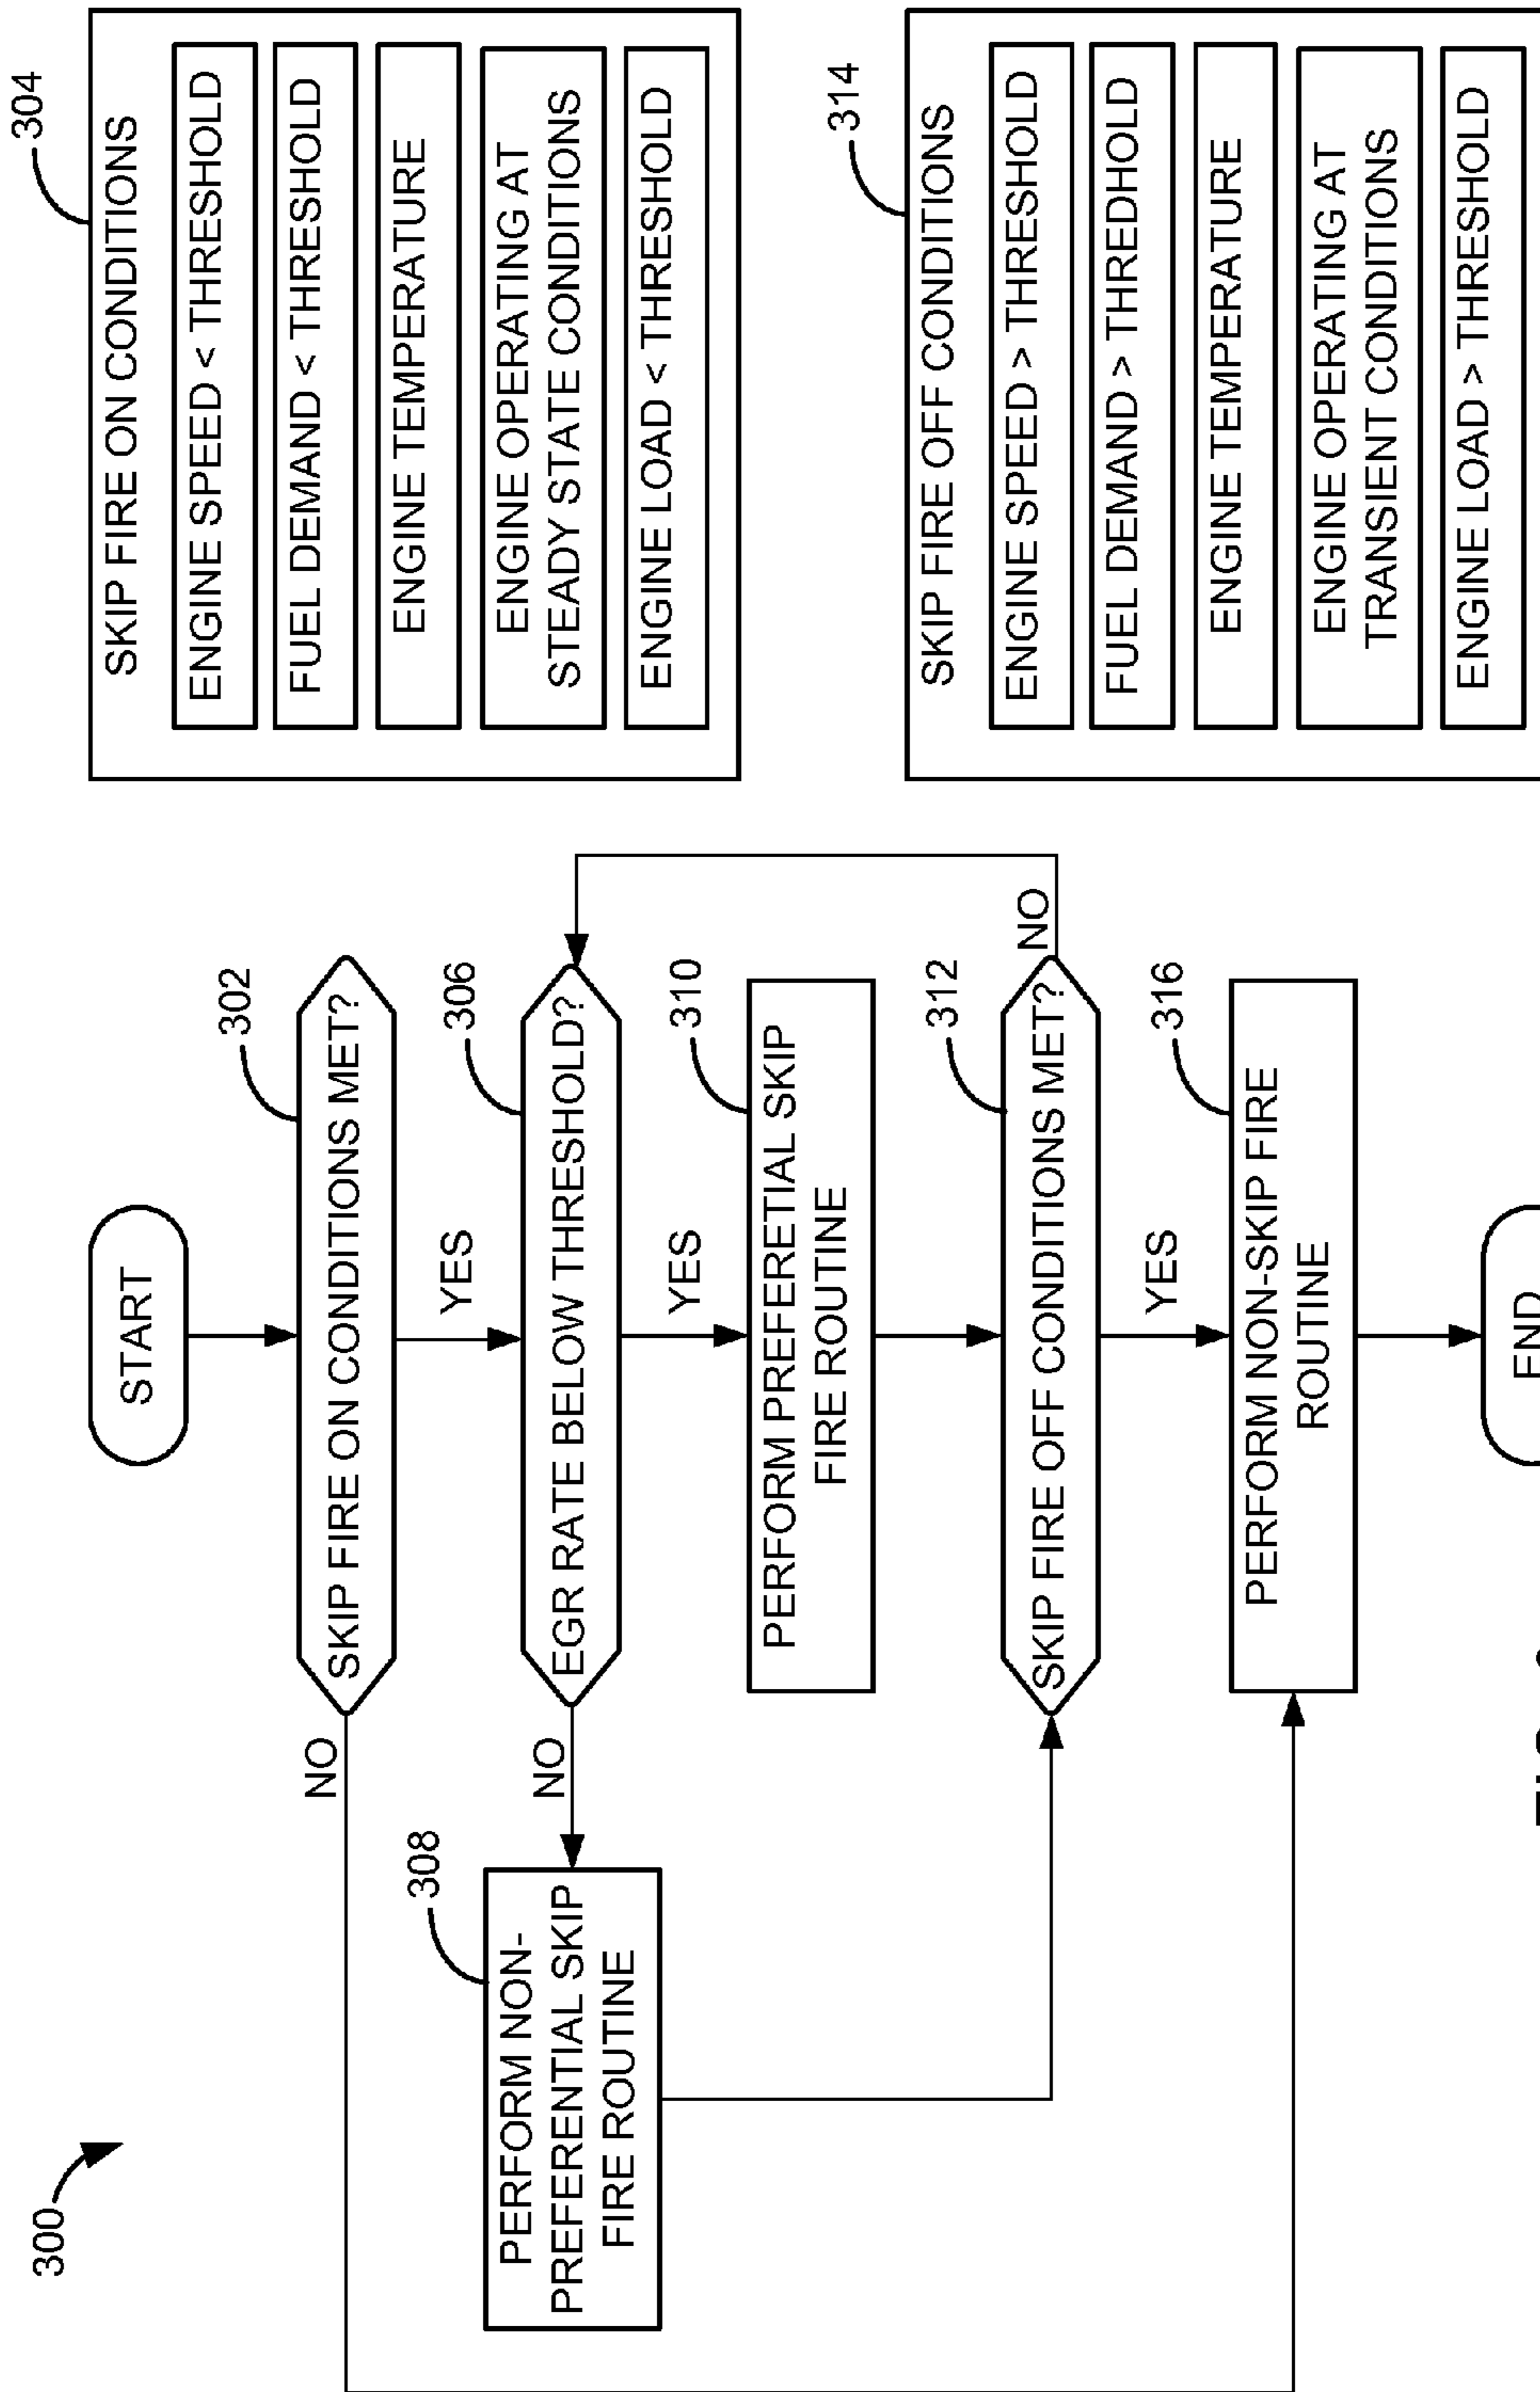 300
START
302
SKIP FIRE ON CONDITIONS MET?
NO
YES
306
EGR RATE BELOW THRESHOLD?
NO
YES
308
PERFORM NON-
PREFERENTIAL SKIP
FIRE ROUTINE
310
PERFORM PREFERETIAL SKIP
FIRE ROUTINE
312
SKIP FIRE OFF CONDITIONS MET?
NO
YES
316
PERFORM NON-SKIP FIRE
ROUTINE
END
304
SKIP FIRE ON CONDITIONS
ENGINE SPEED < THRESHOLD
FUEL DEMAND < THRESHOLD
ENGINE TEMPERATURE
ENGINE OPERATING AT
STEADY STATE CONDITIONS
ENGINE LOAD < THRESHOLD
314
SKIP FIRE OFF CONDITIONS
ENGINE SPEED > THRESHOLD
FUEL DEMAND > THREDHOLD
ENGINE TEMPERATURE
ENGINE OPERATING AT
TRANSIENT CONDITIONS
ENGINE LOAD > THRESHOLD